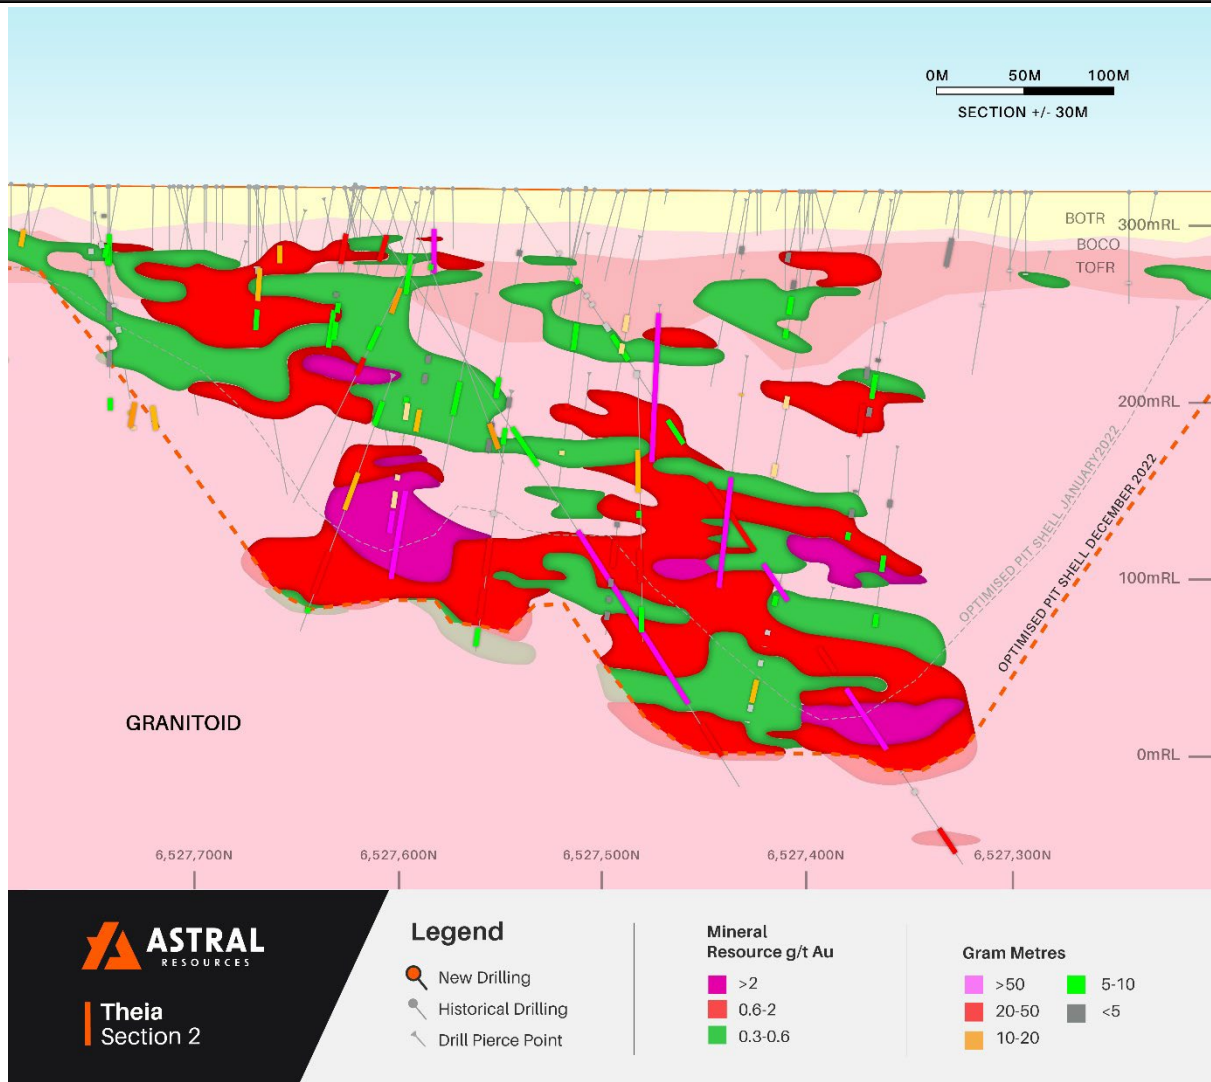 0M 50M 100M
SECTION +/- 30M
BOTR
300mRL
BOCO
TOFR
200mRL
OPTIMISED PIT SHELL JANUARY 2022
OPTIMISED PIT SHELL DECEMBER 2022
100mRL
GRANITOID
0mRL
6,527,700N 6,527,600N 6,527,500N 6,527,400N 6,527,300N
ASTRAL
RESOURCES
Theia
Section 2
Legend
New Drilling
Historical Drilling
Drill Pierce Point
Mineral
Resource g/t Au
>2
0.6-2
0.3-0.6
Gram Metres
>50 5-10
20-50 <5
10-20